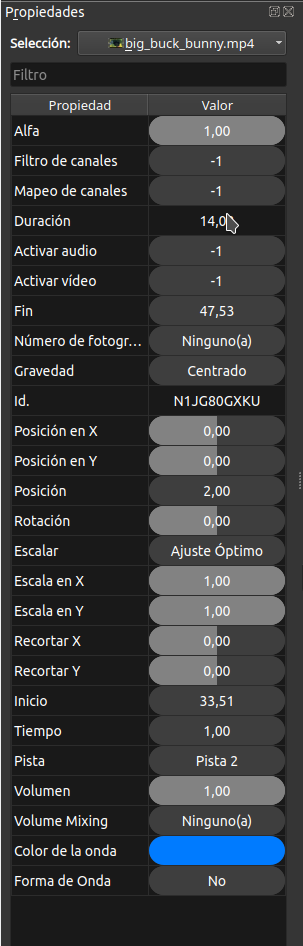 Propiedades
Selección: big_buck_bunny.mp4
Filtro
Propiedad Valor
Alfa 1,00
Filtro de canales -1
Mapeo de canales -1
Duración 14,0
Activar audio -1
Activar vídeo -1
Fin 47,53
Número de fotogr... Ninguno(a)
Gravedad Centrado
Id. N1JG80GXKU
Posición en X 0,00
Posición en Y 0,00
Posición 2,00
Rotación 0,00
Escalar Ajuste Óptimo
Escala en X 1,00
Escala en Y 1,00
Recortar X 0,00
Recortar Y 0,00
Inicio 33,51
Tiempo 1,00
Pista Pista 2
Volumen 1,00
Volume Mixing Ninguno(a)
Color de la onda
Forma de Onda No